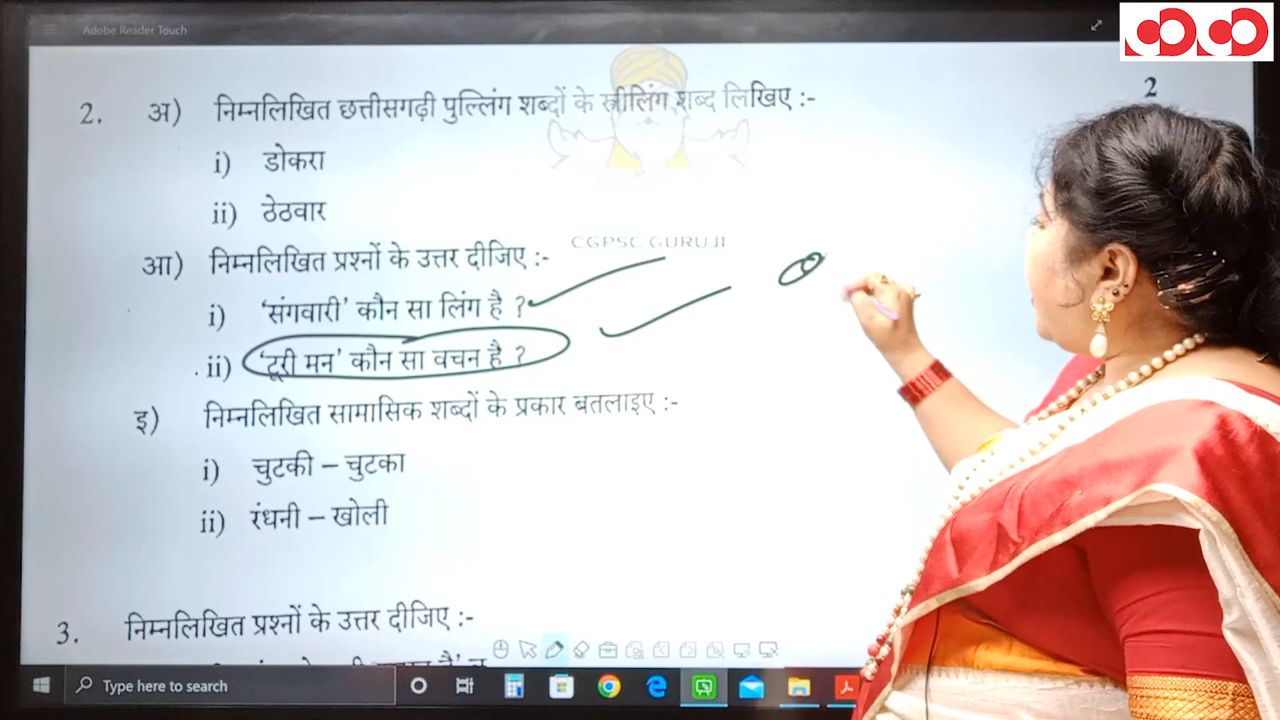 Adobe Reader Touch
2
2. अ) निम्नलिखित छत्तीसगढ़ी पुल्लिंग शब्दों के स्त्रीलिंग शब्द लिखिए :-
i) डोकरा
ii) ठेठवार
CGPSC GURUJI
आ) निम्नलिखित प्रश्नों के उत्तर दीजिए :-
i) ‘संगवारी’ कौन सा लिंग है ?
ii) ‘टूरी मन’ कौन सा वचन है ?
इ) निम्नलिखित सामासिक शब्दों के प्रकार बतलाइए :-
i) चुटकी – चुटका
ii) रंधनी – खोली
3. निम्नलिखित प्रश्नों के उत्तर दीजिए :-
Type here to search